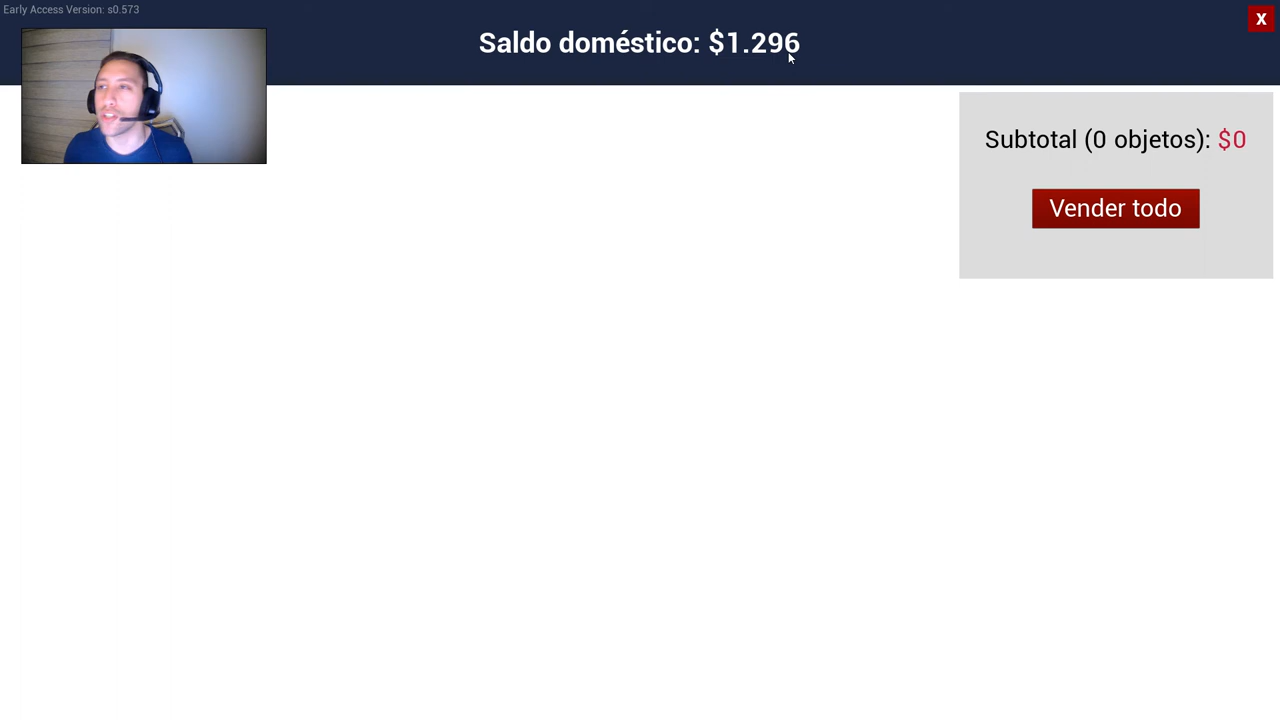 Early Access Version: s0.573
Saldo doméstico: $1.296
X
Subtotal (0 objetos): $0
Vender todo